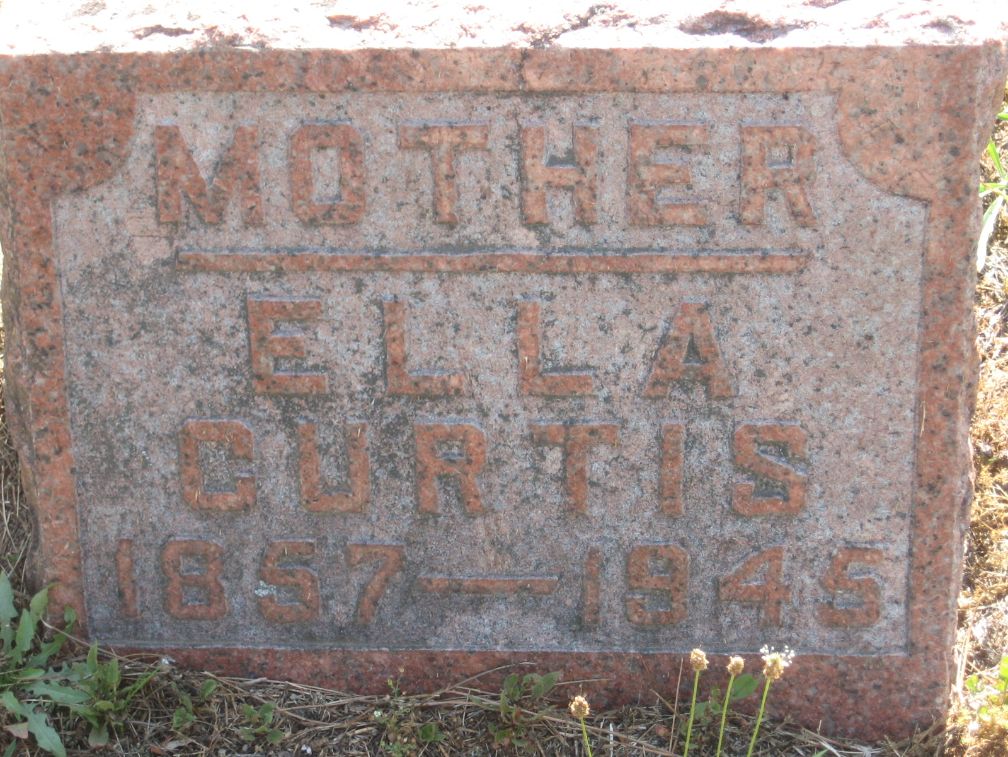 MOTHER
ELLA
CURTIS
1857—1945